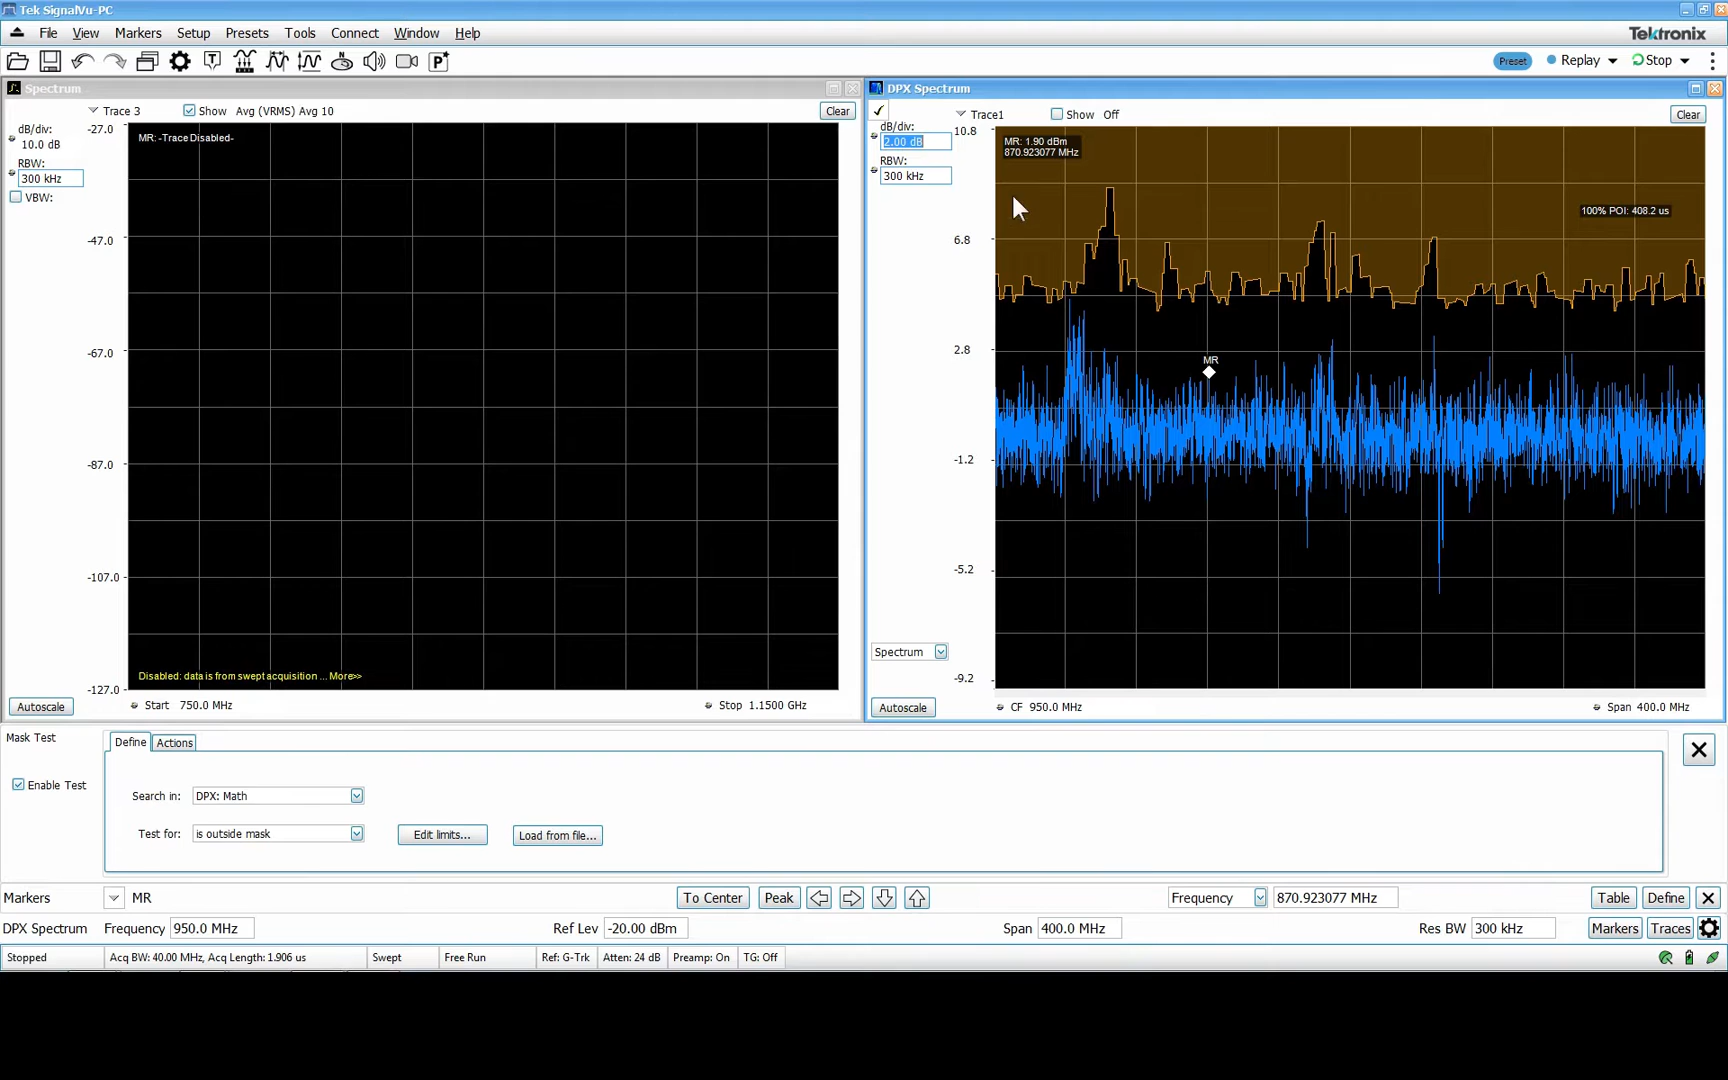 Tek SignalVu-PC
File View Markers Setup Presets Tools Connect Window Help
Tektronix
Preset Replay Stop
Spectrum
Trace 3 Show Avg (VRMS) Avg 10 Clear
dB/div:
10.0 dB
RBW:
300 kHz
VBW:
-27.0
-47.0
-67.0
-87.0
-107.0
-127.0
MR: -Trace Disabled-
Disabled: data is from swept acquisition ... More>>
Autoscale Start 750.0 MHz Stop 1.1500 GHz
DPX Spectrum
Trace1 Show Off Clear
dB/div:
2.00 dB
RBW:
300 kHz
10.8
6.8
2.8
-1.2
-5.2
-9.2
MR: 1.90 dBm
870.923077 MHz
100% POI: 408.2 us
MR
Spectrum
Autoscale CF 950.0 MHz Span 400.0 MHz
Mask Test
Define Actions
Enable Test
Search in: DPX: Math
Test for: is outside mask Edit limits... Load from file...
Markers MR To Center Peak Frequency 870.923077 MHz Table Define
DPX Spectrum Frequency 950.0 MHz Ref Lev -20.00 dBm Span 400.0 MHz Res BW 300 kHz Markers Traces
Stopped Acq BW: 40.00 MHz, Acq Length: 1.906 us Swept Free Run Ref: G-Trk Atten: 24 dB Preamp: On TG: Off